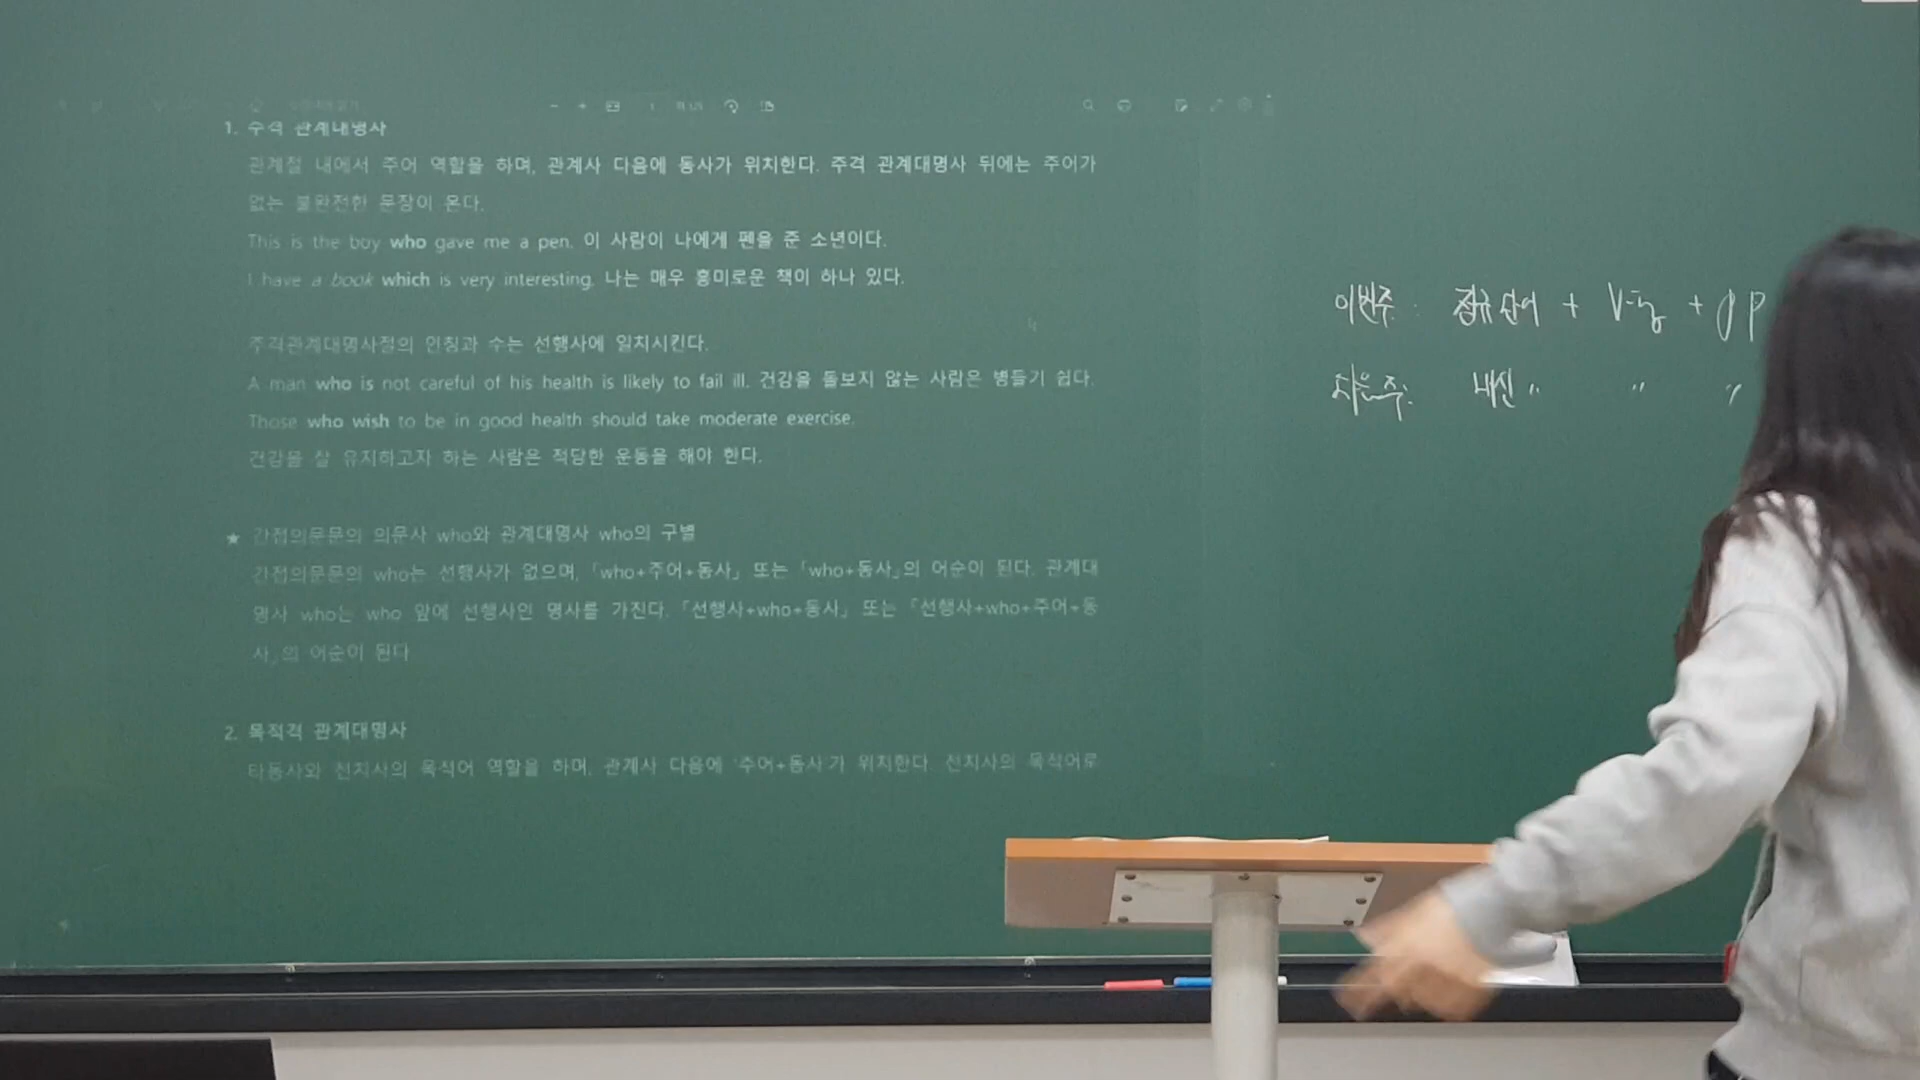 1. 주격 관계대명사
관계절 내에서 주어 역할을 하며, 관계사 다음에 동사가 위치한다. 주격 관계대명사 뒤에는 주어가
없는 불완전한 문장이 온다.
This is the boy who gave me a pen. 이 사람이 나에게 펜을 준 소년이다.
I have a book which is very interesting. 나는 매우 흥미로운 책이 하나 있다.
주격관계대명사절의 인칭과 수는 선행사에 일치시킨다.
A man who is not careful of his health is likely to fail ill. 건강을 돌보지 않는 사람은 병들기 쉽다.
Those who wish to be in good health should take moderate exercise.
건강을 잘 유지하고자 하는 사람은 적당한 운동을 해야 한다.
★ 간접의문문의 의문사 who와 관계대명사 who의 구별
간접의문문의 who는 선행사가 없으며, 「who+주어+동사」 또는 「who+동사」의 어순이 된다. 관계대
명사 who는 who 앞에 선행사인 명사를 가진다. 「선행사+who+동사」 또는 「선행사+who+주어+동
사」의 어순이 된다
2. 목적격 관계대명사
타동사와 전치사의 목적어 역할을 하며, 관계사 다음에 '주어+동사'가 위치한다. 전치사의 목적어로
이번주 : 정규단어 + V-ing + p.p
다음주 : 내신 " " "